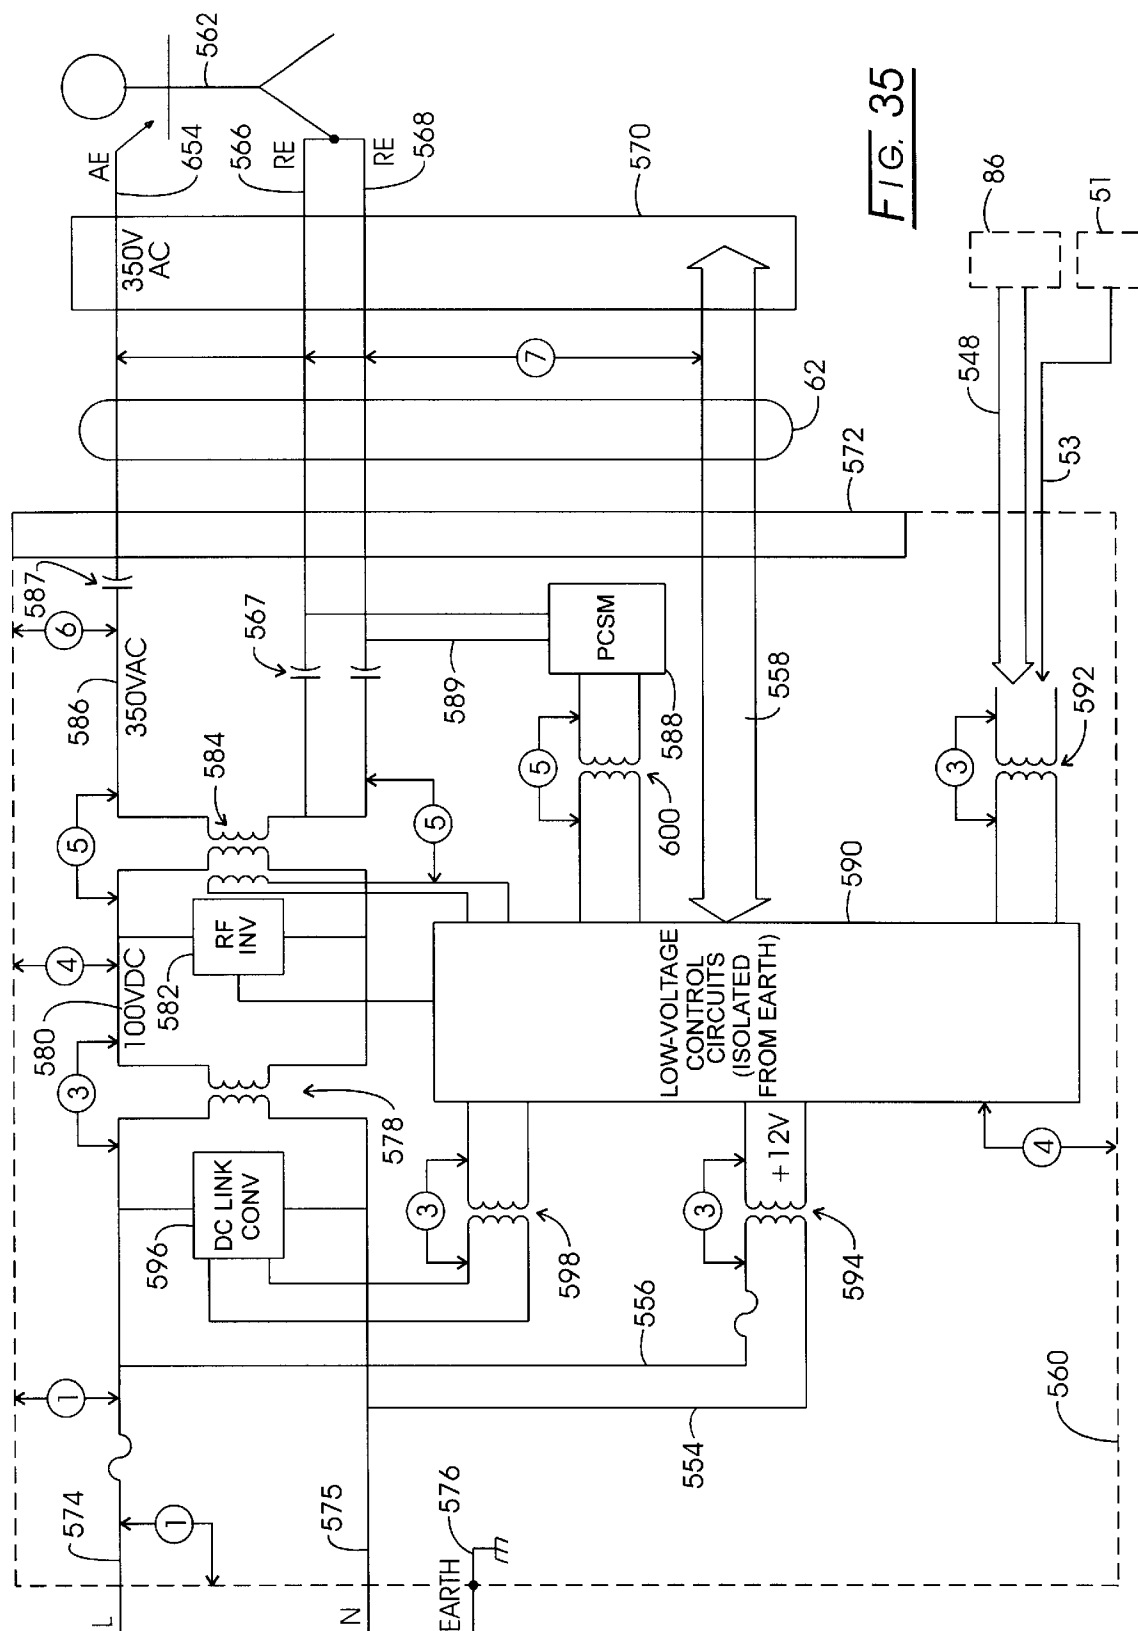 FIG. 35
L
574
1
1
N
575
EARTH
576
554
556
560
596
DC LINK
CONV
578
3
580
100VDC
4
582
RF
INV
5
584
586
350VAC
6
587
567
589
5
5
PCSM
588
600
3
598
3
+12V
594
LOW-VOLTAGE
CONTROL
CIRCUITS
(ISOLATED
FROM EARTH)
590
4
558
3
592
572
62
7
350V
AC
570
AE
654
562
566
RE
RE
568
548
53
86
51